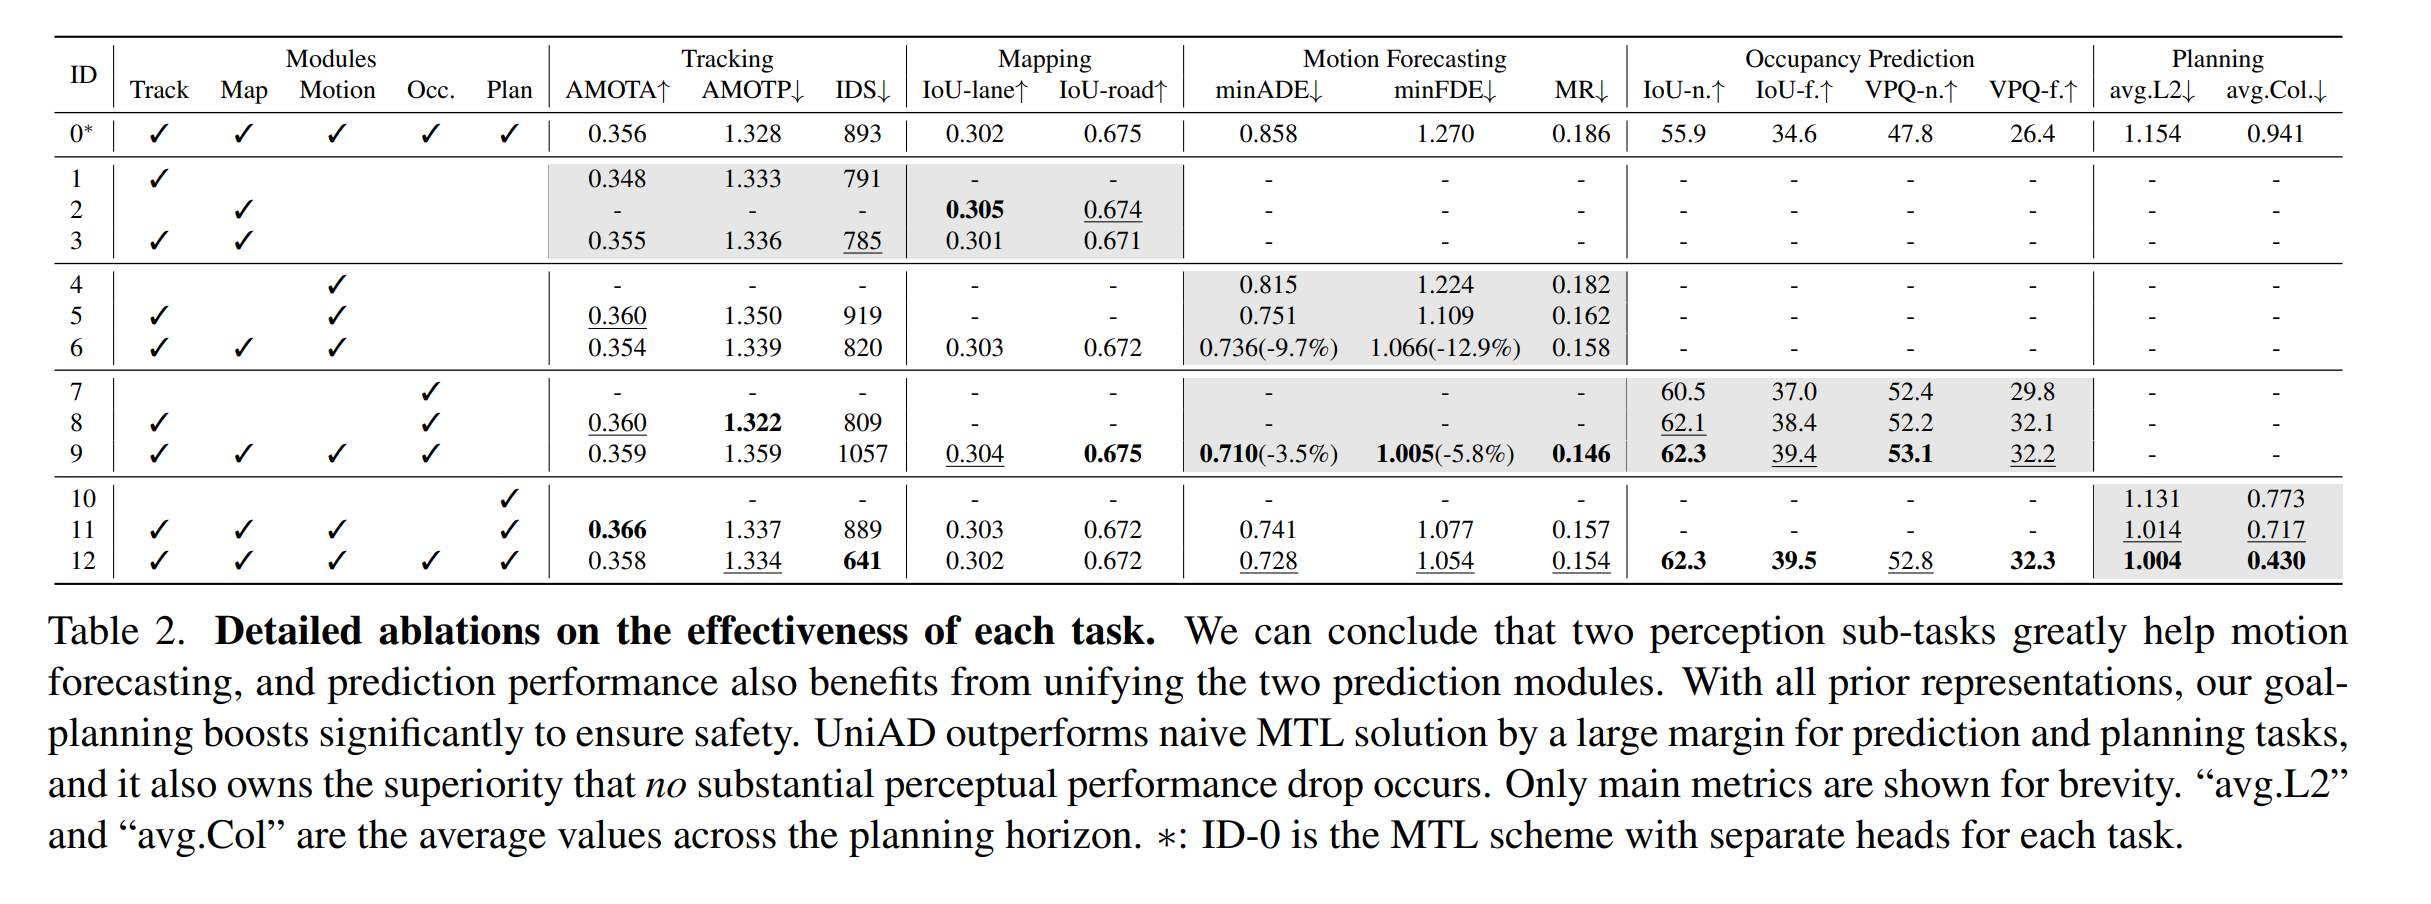 ID Modules Tracking Mapping Motion Forecasting Occupancy Prediction Planning
Track Map Motion Occ. Plan AMOTA↑ AMOTP↓ IDS↓ IoU-lane↑ IoU-road↑ minADE↓ minFDE↓ MR↓ IoU-n.↑ IoU-f.↑ VPQ-n.↑ VPQ-f.↑ avg.L2↓ avg.Col.↓
0* ✓ ✓ ✓ ✓ ✓ 0.356 1.328 893 0.302 0.675 0.858 1.270 0.186 55.9 34.6 47.8 26.4 1.154 0.941
1 ✓ 0.348 1.333 791 - - - - - - - - - - -
2 ✓ - - - 0.305 0.674 - - - - - - - - -
3 ✓ ✓ 0.355 1.336 785 0.301 0.671 - - - - - - - - -
4 ✓ - - - - - 0.815 1.224 0.182 - - - - - -
5 ✓ ✓ 0.360 1.350 919 - - 0.751 1.109 0.162 - - - - - -
6 ✓ ✓ ✓ 0.354 1.339 820 0.303 0.672 0.736(-9.7%) 1.066(-12.9%) 0.158 - - - - - -
7 ✓ - - - - - - - - 60.5 37.0 52.4 29.8 - -
8 ✓ ✓ 0.360 1.322 809 - - - - - 62.1 38.4 52.2 32.1 - -
9 ✓ ✓ ✓ ✓ 0.359 1.359 1057 0.304 0.675 0.710(-3.5%) 1.005(-5.8%) 0.146 62.3 39.4 53.1 32.2 - -
10 ✓ - - - - - - - - - - - 1.131 0.773
11 ✓ ✓ ✓ ✓ 0.366 1.337 889 0.303 0.672 0.741 1.077 0.157 - - - - 1.014 0.717
12 ✓ ✓ ✓ ✓ ✓ 0.358 1.334 641 0.302 0.672 0.728 1.054 0.154 62.3 39.5 52.8 32.3 1.004 0.430
Table 2. Detailed ablations on the effectiveness of each task. We can conclude that two perception sub-tasks greatly help motion
forecasting, and prediction performance also benefits from unifying the two prediction modules. With all prior representations, our goal-
planning boosts significantly to ensure safety. UniAD outperforms naive MTL solution by a large margin for prediction and planning tasks,
and it also owns the superiority that no substantial perceptual performance drop occurs. Only main metrics are shown for brevity. “avg.L2”
and “avg.Col” are the average values across the planning horizon. ∗: ID-0 is the MTL scheme with separate heads for each task.